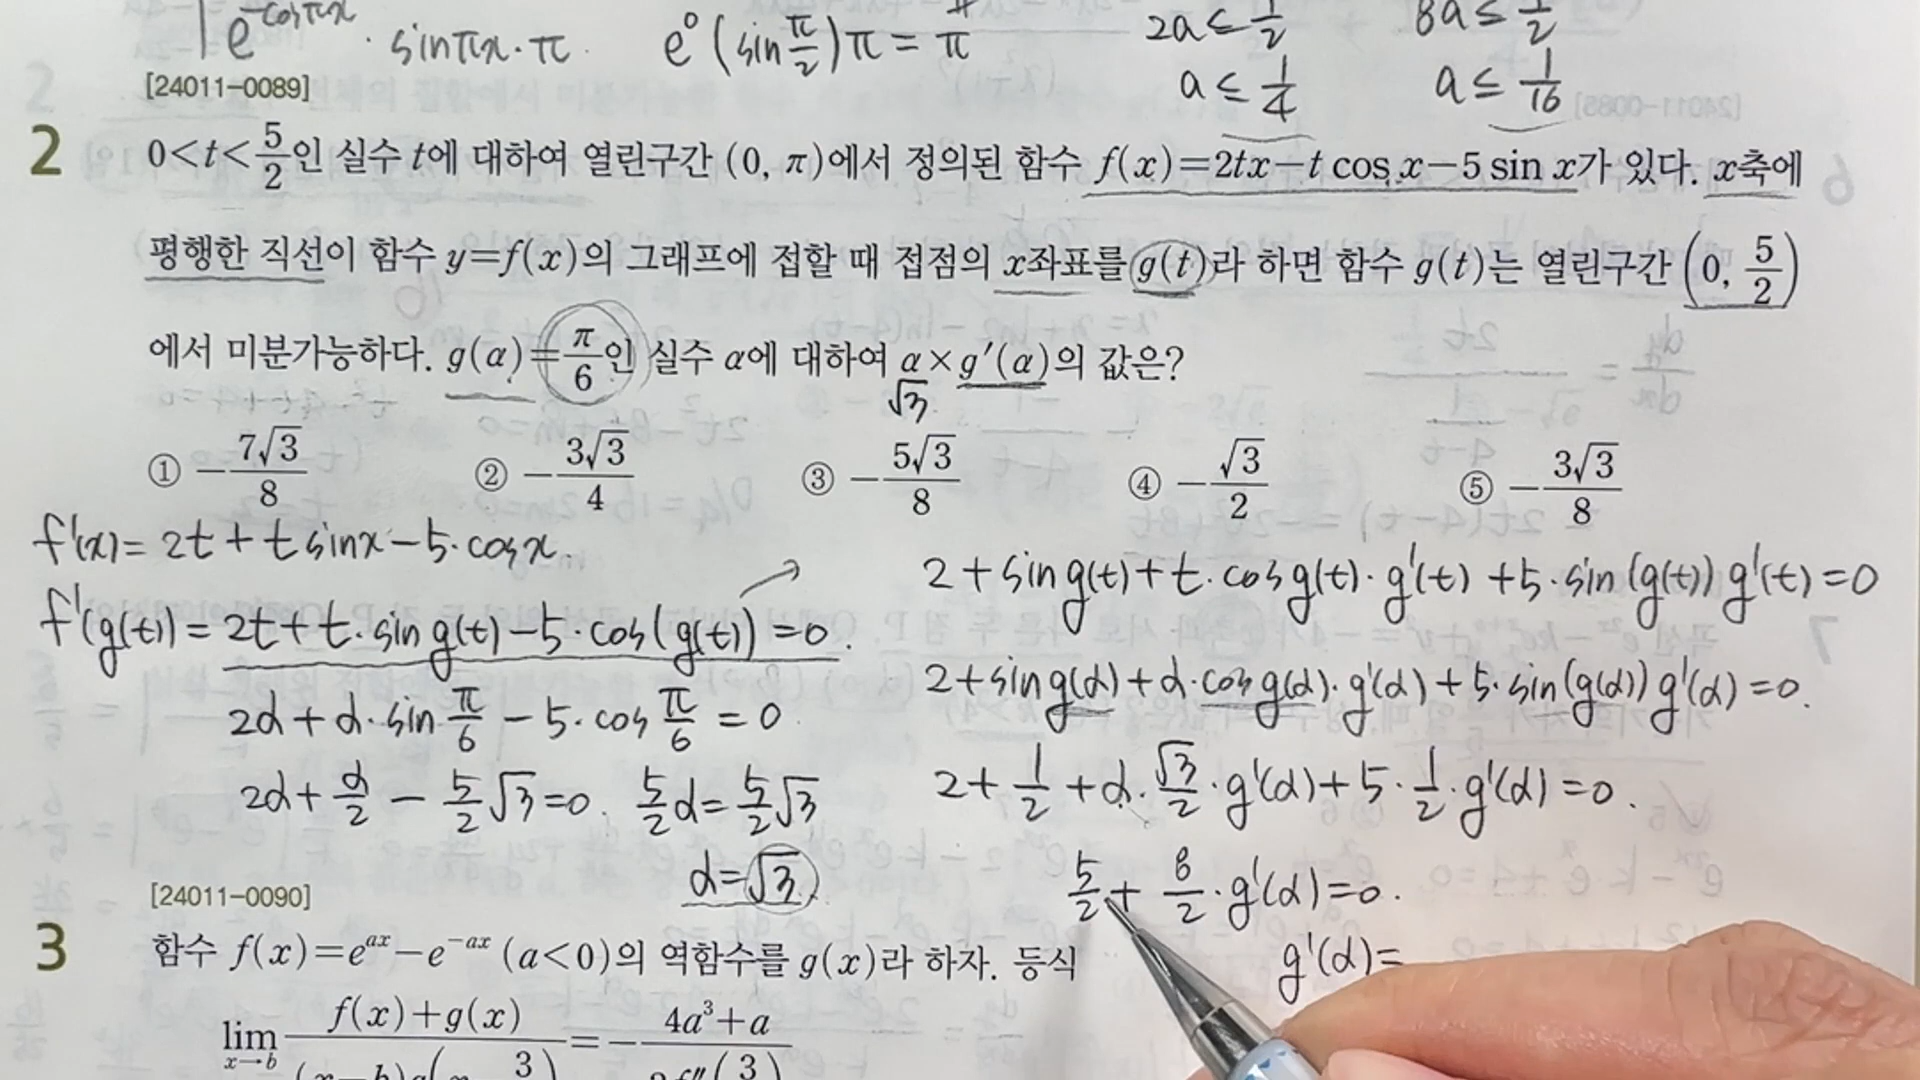 e^{-cosπx} · sinπx · π   e^0 (sin π/2) π = π
2a ≤ 1/2   8a ≤ 1/2
a ≤ 1/4   a ≤ 1/16
[24011-0089]
2 0<t<5/2인 실수 t에 대하여 열린구간 (0, π)에서 정의된 함수 f(x)=2tx−t cos x−5 sin x가 있다. x축에
평행한 직선이 함수 y=f(x)의 그래프에 접할 때 접점의 x좌표를 g(t)라 하면 함수 g(t)는 열린구간 (0, 5/2)
에서 미분가능하다. g(α)=π/6인 실수 α에 대하여 α×g′(α)의 값은?
√3
① −7√3/8 ② −3√3/4 ③ −5√3/8 ④ −√3/2 ⑤ −3√3/8
f'(x) = 2t + t sinx − 5·cosx.
f'(g(t)) = 2t + t·sin g(t) − 5·cos(g(t)) = 0.
2α + α·sin π/6 − 5·cos π/6 = 0
2α + α/2 − 5/2 √3 = 0. 5/2 α = 5/2 √3
α = √3
2 + sin g(t) + t·cos g(t)·g'(t) + 5·sin(g(t)) g'(t) = 0
2 + sin g(α) + α·cos g(α)·g'(α) + 5·sin(g(α)) g'(α) = 0.
2 + 1/2 + α·√3/2·g'(α) + 5·1/2·g'(α) = 0.
5/2 + 8/2·g'(α) = 0.
g'(α) =
[24011-0090]
3 함수 f(x)=e^{ax}−e^{−ax} (a<0)의 역함수를 g(x)라 하자. 등식
lim x→b f(x)+g(x) = − 4a³+a